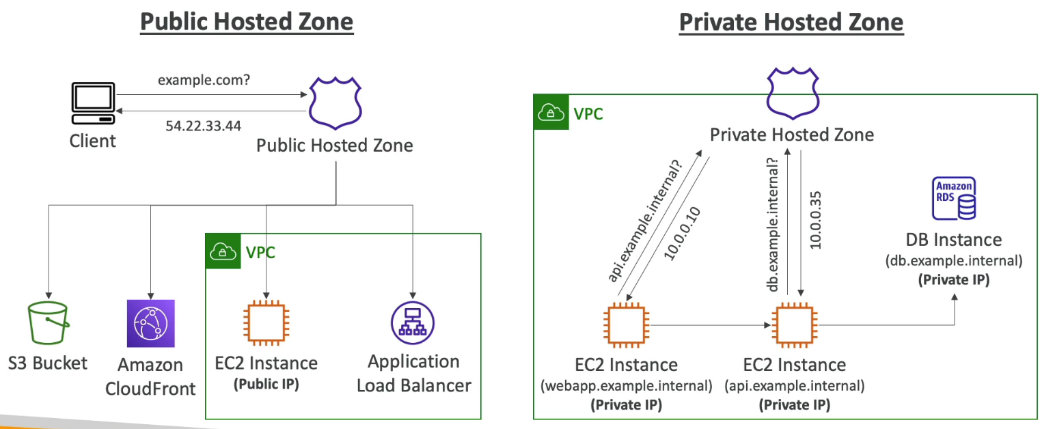 Public Hosted Zone
example.com?
54.22.33.44
Client
Public Hosted Zone
VPC
S3 Bucket
Amazon
CloudFront
EC2 Instance
(Public IP)
Application
Load Balancer
Private Hosted Zone
VPC
Private Hosted Zone
api.example.internal?
10.0.0.10
db.example.internal?
10.0.0.35
Amazon
RDS
DB Instance
(db.example.internal)
(Private IP)
EC2 Instance
(webapp.example.internal)
(Private IP)
EC2 Instance
(api.example.internal)
(Private IP)